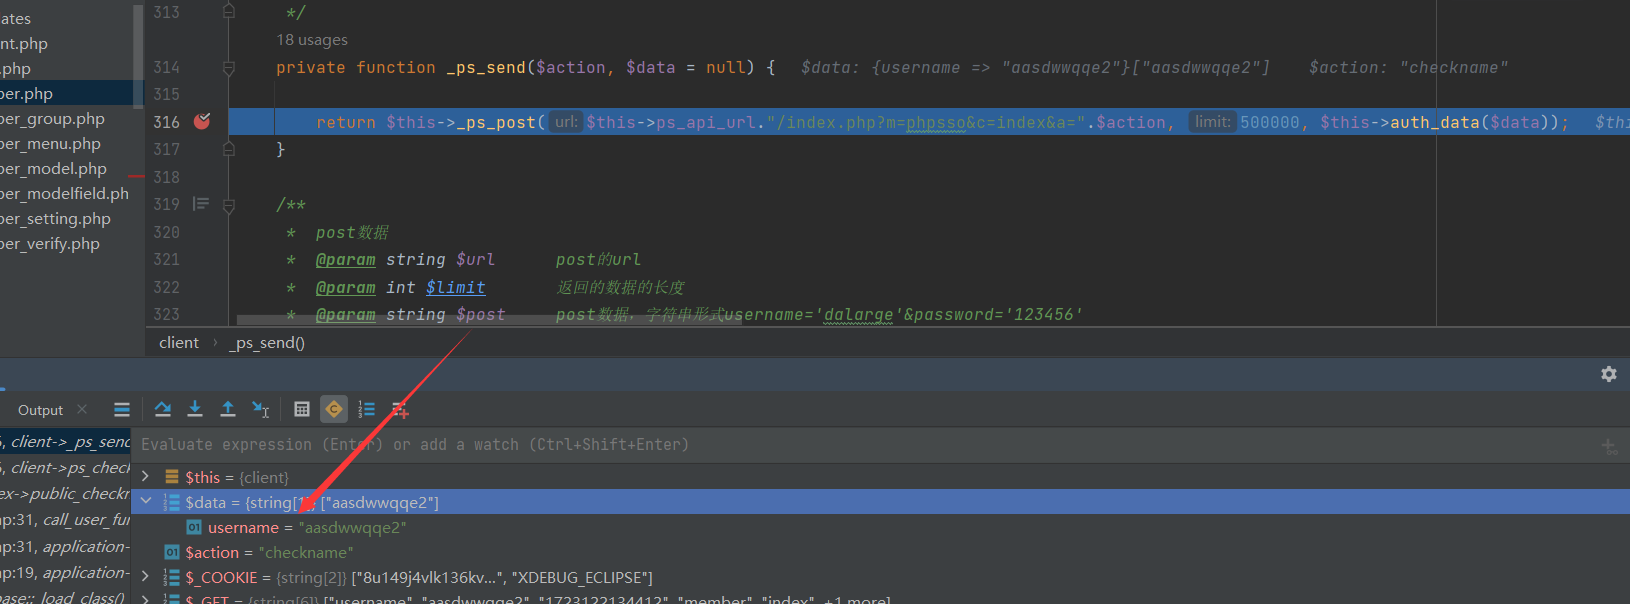 ates
nt.php
.php
ber.php
ber_group.php
ber_menu.php
ber_model.php
ber_modelfield.ph
ber_setting.php
ber_verify.php
313 */
18 usages
314 private function _ps_send($action, $data = null) { $data: {username => "aasdwwqqe2"}["aasdwwqqe2"] $action: "checkname"
315
316 return $this->_ps_post( url: $this->ps_api_url."/index.php?m=phpsso&c=index&a=".$action, limit: 500000, $this->auth_data($data)); $thi
317 }
318
319 /**
320 * post数据
321 * @param string $url post的url
322 * @param int $limit 返回的数据的长度
323 * @param string $post post数据，字符串形式username='dalarge'&password='123456'
client › _ps_send()
Output ×
6, client->_ps_send
Evaluate expression (Enter) or add a watch (Ctrl+Shift+Enter)
6, client->ps_check
$this = {client}
ex->public_checkn
$data = {string[1]} ["aasdwwqqe2"]
np:31, call_user_fun
username = "aasdwwqqe2"
np:31, application-
$action = "checkname"
np:19, application-
$_COOKIE = {string[2]} ["8u149j4vlk136kv...", "XDEBUG_ECLIPSE"]
base::load_class()
$_GET = {string[6]} ["username", "aasdwwqqe2", "1723122134412", "member", "index", +1 more]